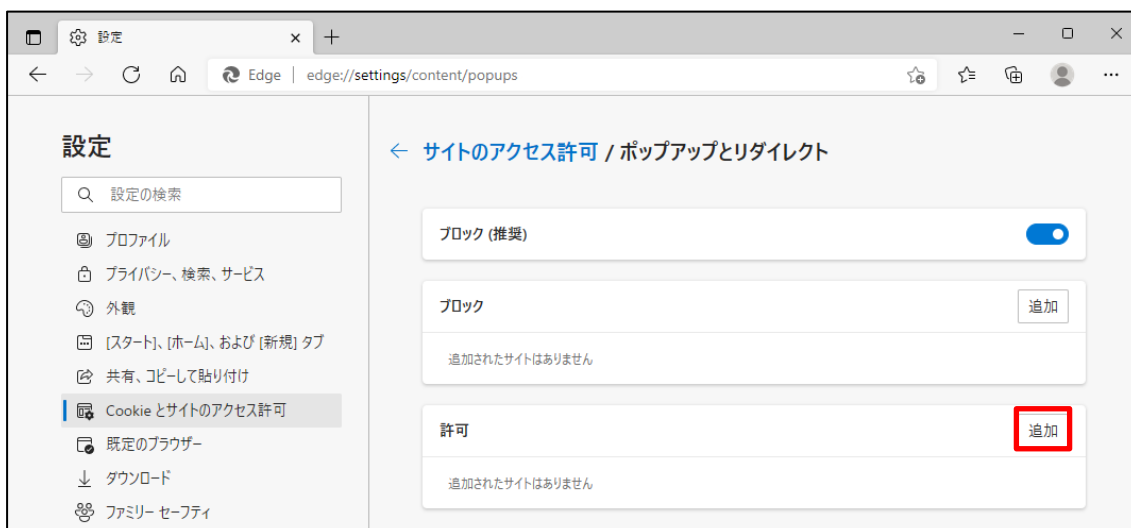 設定
Edge | edge://settings/content/popups
設定
設定の検索
プロファイル
プライバシー、検索、サービス
外観
[スタート]、[ホーム]、および [新規] タブ
共有、コピーして貼り付け
Cookie とサイトのアクセス許可
既定のブラウザー
ダウンロード
ファミリー セーフティ
サイトのアクセス許可 / ポップアップとリダイレクト
ブロック (推奨)
ブロック 追加
追加されたサイトはありません
許可 追加
追加されたサイトはありません